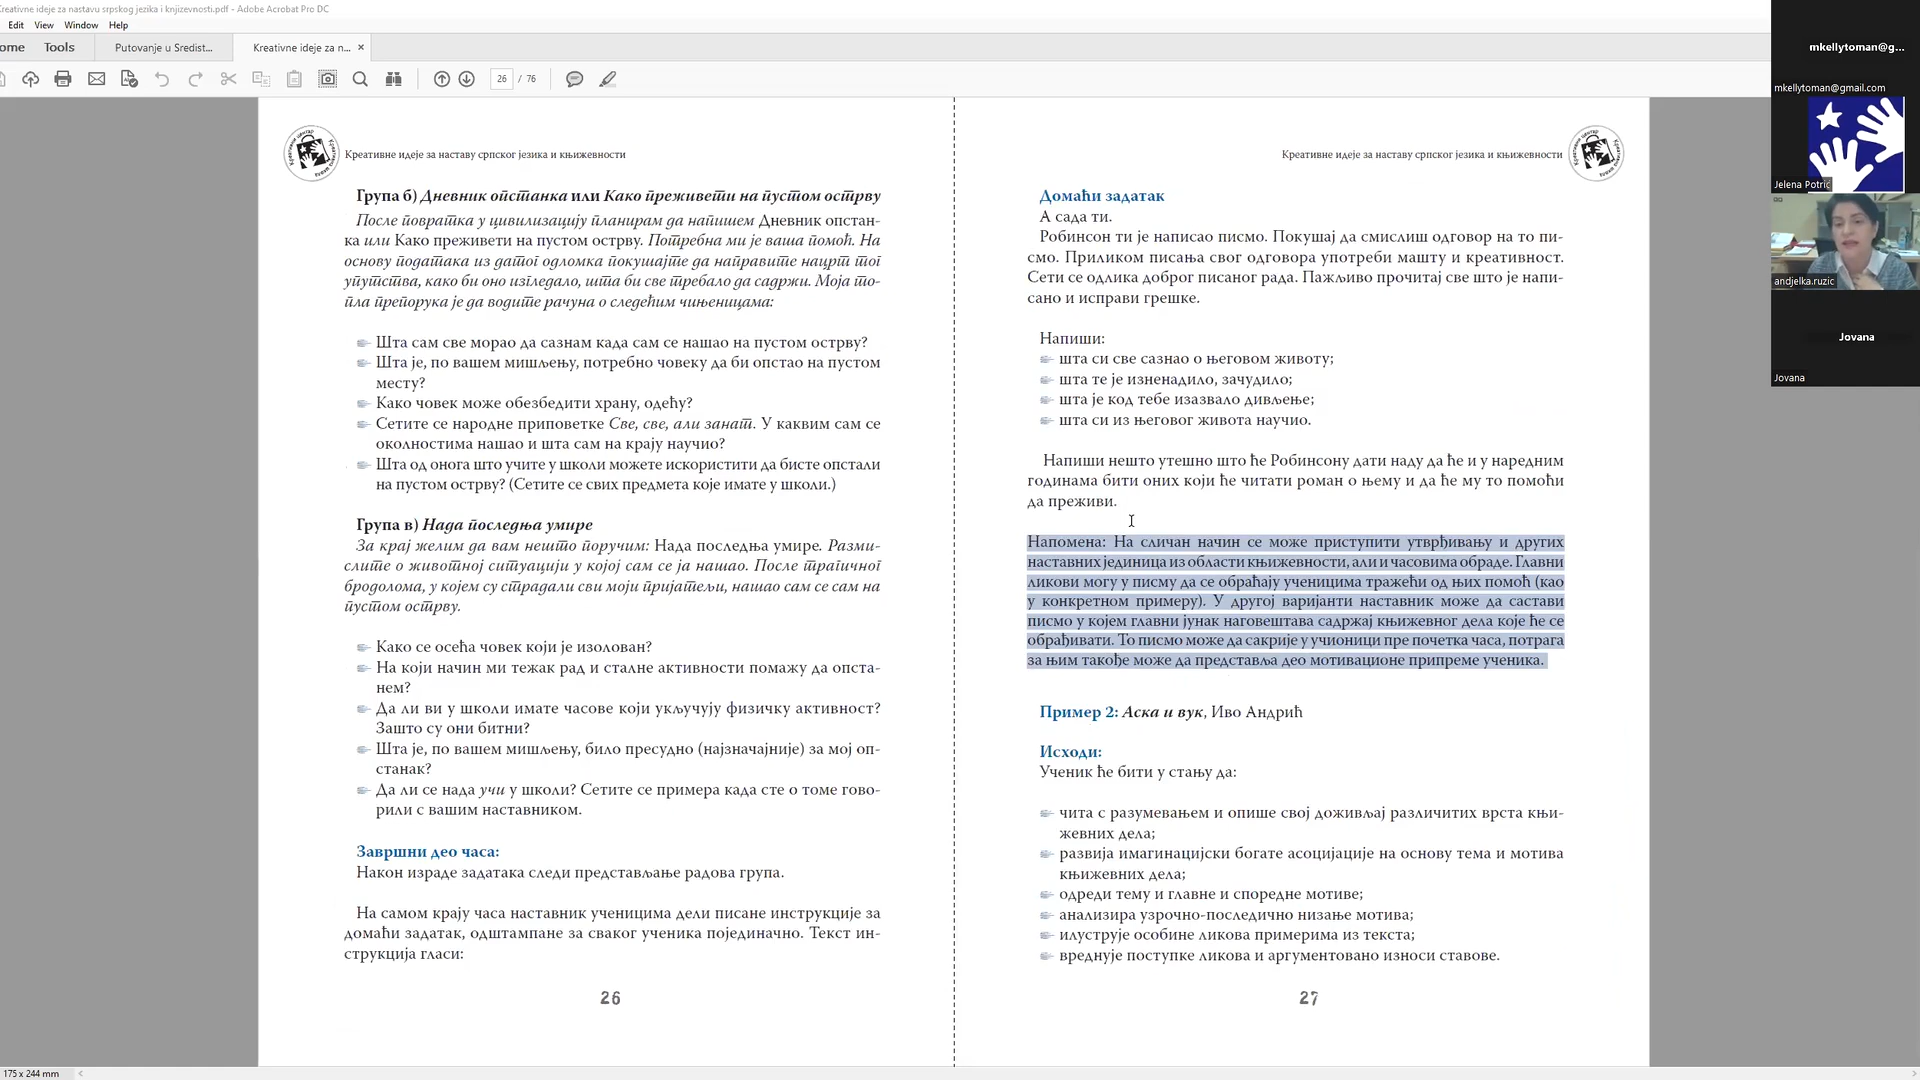 Creativne ideje za nastavu srpskog jezika i knjizevnosti.pdf - Adobe Acrobat Pro DC
Edit View Window Help
ome Tools Putovanje u Sredist... Kreativne ideje za n... ×
26 / 76
Креативне идеје за наставу српског језика и књижевности
Група б) Дневник опстанка или Како преживети на пустом острву
После повратка у цивилизацију планирам да напишем Дневник опстан-
ка или Како преживети на пустом острву. Потребна ми је ваша помоћ. На
основу података из датог одломка покушајте да направите нацрт тог
упутства, како би оно изгледало, шта би све требало да садржи. Моја то-
пла препорука је да водите рачуна о следећим чињеницама:
Шта сам све морао да сазнам када сам се нашао на пустом острву?
Шта је, по вашем мишљењу, потребно човеку да би опстао на пустом
месту?
Како човек може обезбедити храну, одећу?
Сетите се народне приповетке Све, све, али занат. У каквим сам се
околностима нашао и шта сам на крају научио?
Шта од онога што учите у школи можете искористити да бисте опстали
на пустом острву? (Сетите се свих предмета које имате у школи.)
Група в) Нада последња умире
За крај желим да вам нешто поручим: Нада последња умире. Разми-
слите о животној ситуацији у којој сам се ја нашао. После трагичног
бродолома, у којем су страдали сви моји пријатељи, нашао сам се сам на
пустом острву.
Како се осећа човек који је изолован?
На који начин ми тежак рад и сталне активности помажу да опста-
нем?
Да ли ви у школи имате часове који укључују физичку активност?
Зашто су они битни?
Шта је, по вашем мишљењу, било пресудно (најзначајније) за мој оп-
станак?
Да ли се нада учи у школи? Сетите се примера када сте о томе гово-
рили с вашим наставником.
Завршни део часа:
Након израде задатака следи представљање радова група.
На самом крају часа наставник ученицима дели писане инструкције за
домаћи задатак, одштампане за сваког ученика појединачно. Текст ин-
струкција гласи:
26
Креативне идеје за наставу српског језика и књижевности
Домаћи задатак
А сада ти.
Робинсон ти је написао писмо. Покушај да смислиш одговор на то пи-
смо. Приликом писања свог одговора употреби машту и креативност.
Сети се одлика доброг писаног рада. Пажљиво прочитај све што је напи-
сано и исправи грешке.
Напиши:
шта си све сазнао о његовом животу;
шта те је изненадило, зачудило;
шта је код тебе изазвало дивљење;
шта си из његовог живота научио.
Напиши нешто утешно што ће Робинсону дати наду да ће и у наредним
годинама бити оних који ће читати роман о њему и да ће му то помоћи
да преживи.
Напомена: На сличан начин се може приступити утврђивању и других
наставних јединица из области књижевности, али и часовима обраде. Главни
ликови могу у писму да се обраћају ученицима тражећи од њих помоћ (као
у конкретном примеру). У другој варијанти наставник може да састави
писмо у којем главни јунак наговештава садржај књижевног дела које ће се
обрађивати. То писмо може да сакрије у учионици пре почетка часа, потрага
за њим такође може да представља део мотивационе припреме ученика.
Пример 2: Аска и вук, Иво Андрић
Исходи:
Ученик ће бити у стању да:
чита с разумевањем и опише свој доживљај различитих врста књи-
жевних дела;
развија имагинацијски богате асоцијације на основу тема и мотива
књижевних дела;
одреди тему и главне и споредне мотиве;
анализира узрочно-последично низање мотива;
илуструје особине ликова примерима из текста;
вреднује поступке ликова и аргументовано износи ставове.
27
175 x 244 mm
mkellytoman@g...
mkellytoman@gmail.com
Jelena Potrić
andjelka.ruzic
Jovana
Jovana